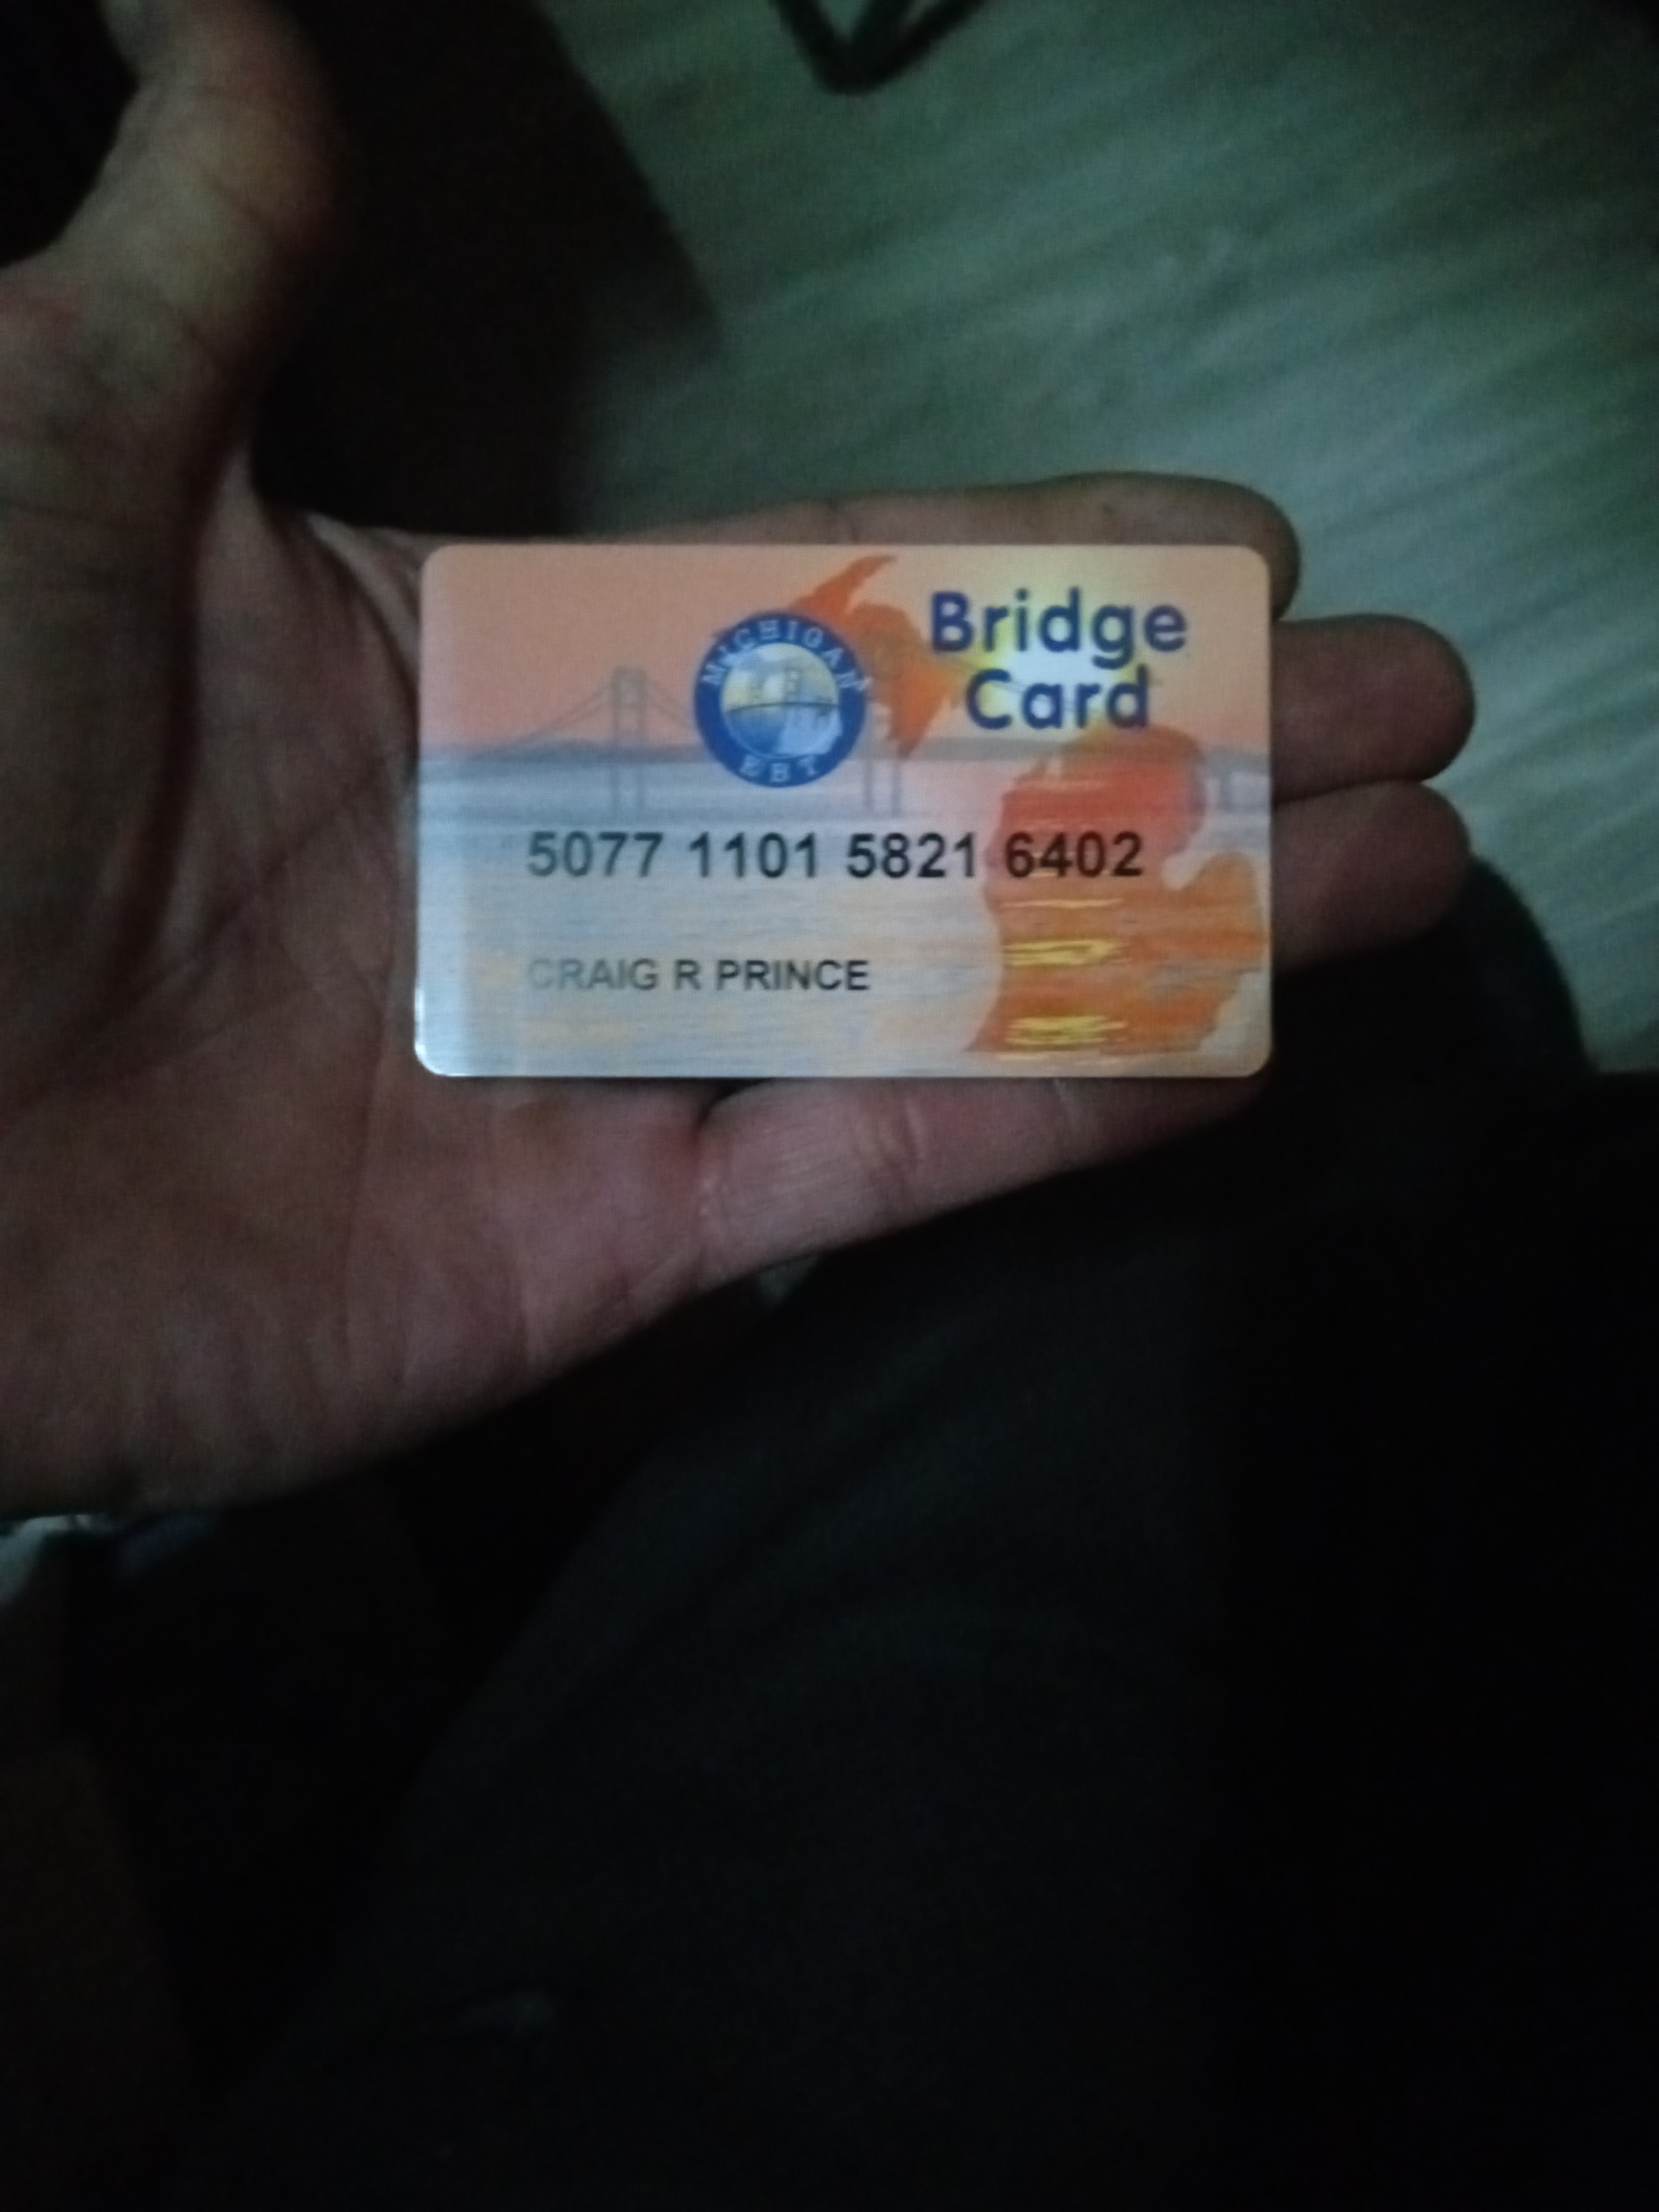 Bridge
Card
MICHIGAN
EBT
5077 1101 5821 6402
CRAIG R PRINCE